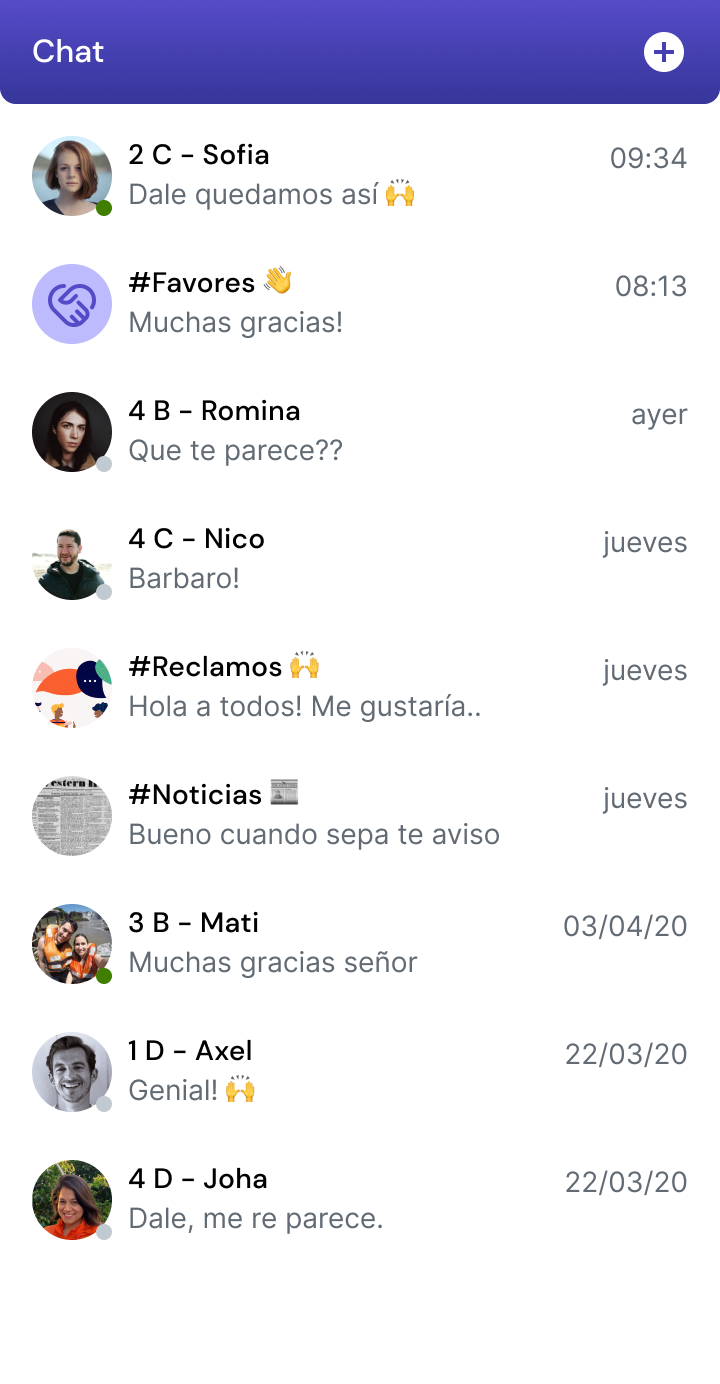 Chat
2 C - Sofia
09:34
Dale quedamos así 🙌
#Favores 👋
08:13
Muchas gracias!
4 B - Romina
ayer
Que te parece??
4 C - Nico
jueves
Barbaro!
#Reclamos 🙌
jueves
Hola a todos! Me gustaría..
#Noticias 📰
jueves
Bueno cuando sepa te aviso
3 B - Mati
03/04/20
Muchas gracias señor
1 D - Axel
22/03/20
Genial! 🙌
4 D - Joha
22/03/20
Dale, me re parece.